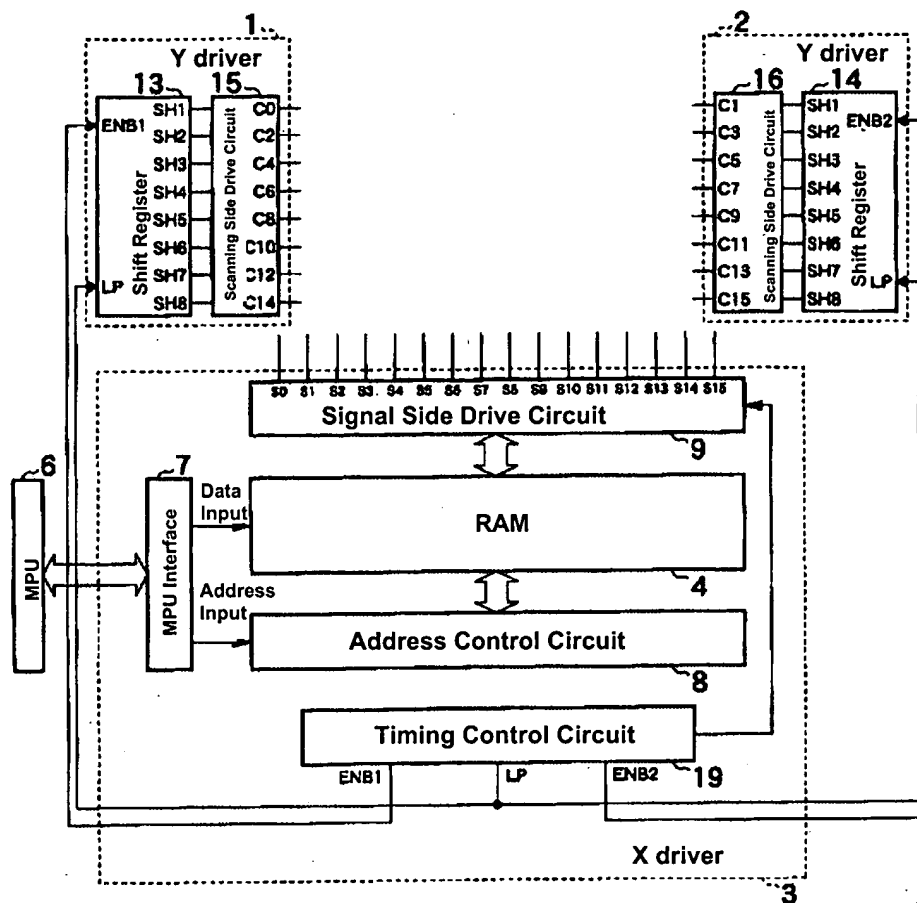 1
Y driver
13
15
ENB1
LP
Shift Register
SH1
SH2
SH3
SH4
SH5
SH6
SH7
SH8
Scanning Side Drive Circuit
C0
C2
C4
C6
C8
C10
C12
C14
2
Y driver
16
14
C1
C3
C5
C7
C9
C11
C13
C15
Scanning Side Drive Circuit
SH1
SH2
SH3
SH4
SH5
SH6
SH7
SH8
Shift Register
ENB2
LP
S0 S1 S2 S3 S4 S5 S6 S7 S8 S9 S10 S11 S12 S13 S14 S15
Signal Side Drive Circuit
9
6
MPU
7
MPU Interface
Data
Input
RAM
4
Address
Input
Address Control Circuit
8
Timing Control Circuit
19
ENB1
LP
ENB2
X driver
3